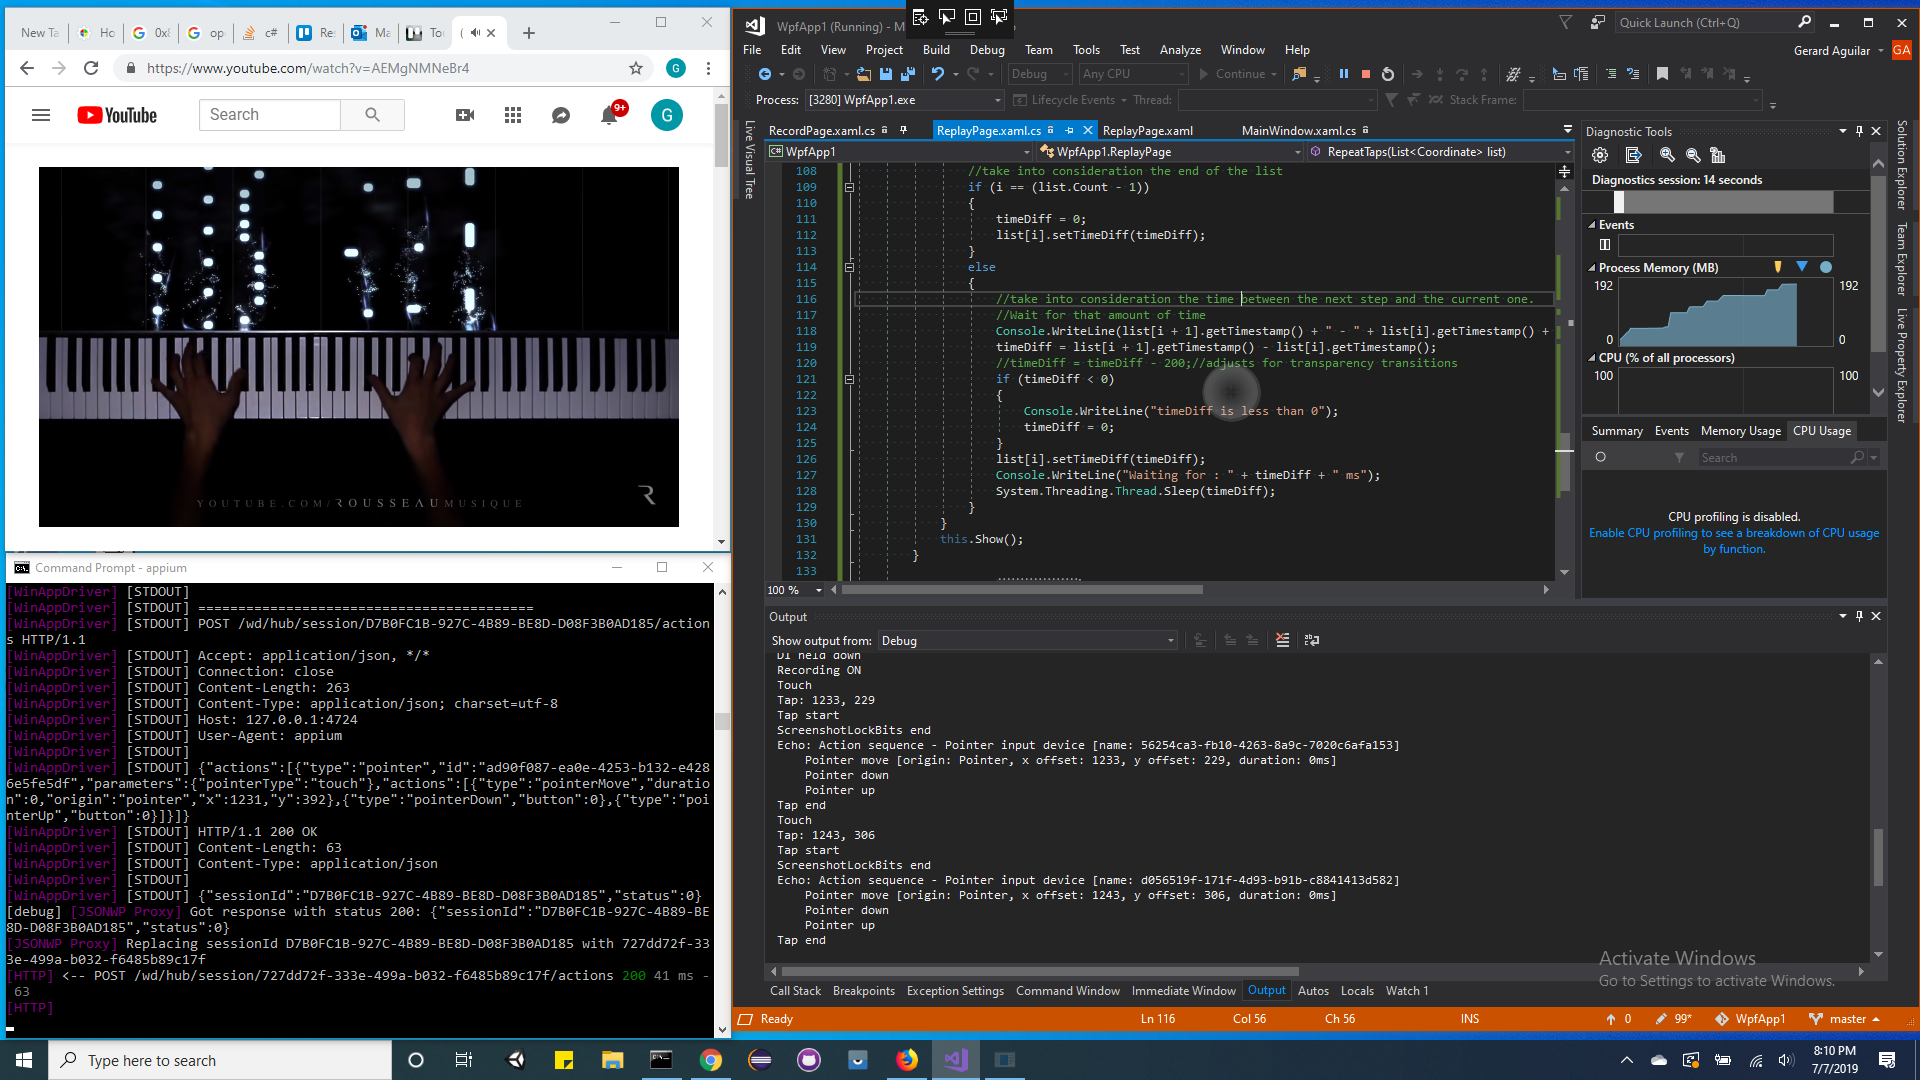 New Ta
Ho
0x8
op
c#
Re
Ma
Tou
https://www.youtube.com/watch?v=AEMgNMNeBr4
G
YouTube
Search
9+
G
YOUTUBE.COM/ROUSSEAUMUSIQUE
R
Command Prompt - appium
[WinAppDriver] [STDOUT]
[WinAppDriver] [STDOUT] ==========================================
[WinAppDriver] [STDOUT] POST /wd/hub/session/D7B0FC1B-927C-4B89-BE8D-D08F3B0AD185/action
s HTTP/1.1
[WinAppDriver] [STDOUT] Accept: application/json, */*
[WinAppDriver] [STDOUT] Connection: close
[WinAppDriver] [STDOUT] Content-Length: 263
[WinAppDriver] [STDOUT] Content-Type: application/json; charset=utf-8
[WinAppDriver] [STDOUT] Host: 127.0.0.1:4724
[WinAppDriver] [STDOUT] User-Agent: appium
[WinAppDriver] [STDOUT]
[WinAppDriver] [STDOUT] {"actions":[{"type":"pointer","id":"ad90f087-ea0e-4253-b132-e428
6e5fe5df","parameters":{"pointerType":"touch"},"actions":[{"type":"pointerMove","duratio
n":0,"origin":"pointer","x":1231,"y":392},{"type":"pointerDown","button":0},{"type":"poi
nterUp","button":0}]}]}
[WinAppDriver] [STDOUT] HTTP/1.1 200 OK
[WinAppDriver] [STDOUT] Content-Length: 63
[WinAppDriver] [STDOUT] Content-Type: application/json
[WinAppDriver] [STDOUT]
[WinAppDriver] [STDOUT] {"sessionId":"D7B0FC1B-927C-4B89-BE8D-D08F3B0AD185","status":0}
[debug] [JSONWP Proxy] Got response with status 200: {"sessionId":"D7B0FC1B-927C-4B89-BE
8D-D08F3B0AD185","status":0}
[JSONWP Proxy] Replacing sessionId D7B0FC1B-927C-4B89-BE8D-D08F3B0AD185 with 727dd72f-33
3e-499a-b032-f6485b89c17f
[HTTP] <-- POST /wd/hub/session/727dd72f-333e-499a-b032-f6485b89c17f/actions 200 41 ms -
63
[HTTP]
WpfApp1 (Running) - M
Quick Launch (Ctrl+Q)
File Edit View Project Build Debug Team Tools Test Analyze Window Help
Gerard Aguilar GA
Debug Any CPU Continue
Process: [3280] WpfApp1.exe Lifecycle Events Thread: Stack Frame:
Live Visual Tree
RecordPage.xaml.cs ReplayPage.xaml.cs ReplayPage.xaml MainWindow.xaml.cs
WpfApp1 WpfApp1.ReplayPage RepeatTaps(List<Coordinate> list)
108 //take into consideration the end of the list
109 if (i == (list.Count - 1))
110 {
111 timeDiff = 0;
112 list[i].setTimeDiff(timeDiff);
113 }
114 else
115 {
116 //take into consideration the time between the next step and the current one.
117 //Wait for that amount of time
118 Console.WriteLine(list[i + 1].getTimestamp() + " - " + list[i].getTimestamp() +
119 timeDiff = list[i + 1].getTimestamp() - list[i].getTimestamp();
120 //timeDiff = timeDiff - 200;//adjusts for transparency transitions
121 if (timeDiff < 0)
122 {
123 Console.WriteLine("timeDiff is less than 0");
124 timeDiff = 0;
125 }
126 list[i].setTimeDiff(timeDiff);
127 Console.WriteLine("Waiting for : " + timeDiff + " ms");
128 System.Threading.Thread.Sleep(timeDiff);
129 }
130 }
131 this.Show();
132 }
133
100 %
Diagnostic Tools
Diagnostics session: 14 seconds
Events
Process Memory (MB)
192 192
0 0
CPU (% of all processors)
100 100
Summary Events Memory Usage CPU Usage
Search
CPU profiling is disabled.
Enable CPU profiling to see a breakdown of CPU usage
by function.
Solution Explorer
Team Explorer
Live Property Explorer
Output
Show output from: Debug
DI held down
Recording ON
Touch
Tap: 1233, 229
Tap start
ScreenshotLockBits end
Echo: Action sequence - Pointer input device [name: 56254ca3-fb10-4263-8a9c-7020c6afa153]
Pointer move [origin: Pointer, x offset: 1233, y offset: 229, duration: 0ms]
Pointer down
Pointer up
Tap end
Touch
Tap: 1243, 306
Tap start
ScreenshotLockBits end
Echo: Action sequence - Pointer input device [name: d056519f-171f-4d93-b91b-c8841413d582]
Pointer move [origin: Pointer, x offset: 1243, y offset: 306, duration: 0ms]
Pointer down
Pointer up
Tap end
Activate Windows
Go to Settings to activate Windows.
Call Stack Breakpoints Exception Settings Command Window Immediate Window Output Autos Locals Watch 1
Ready Ln 116 Col 56 Ch 56 INS 0 99* WpfApp1 master
Type here to search
8:10 PM
7/7/2019